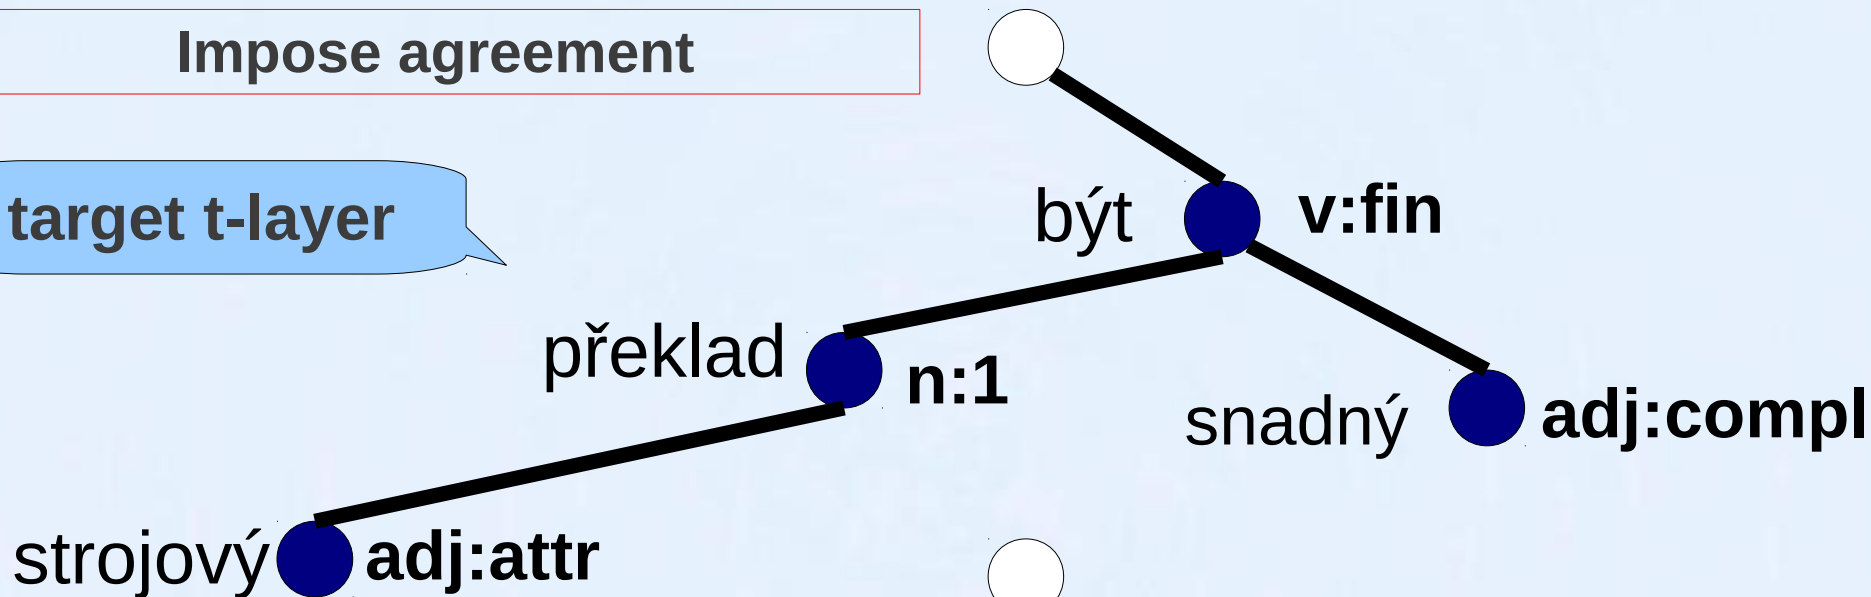 Impose agreement
target t-layer
být v:fin
překlad n:1
snadný adj:compl
strojový adj:attr